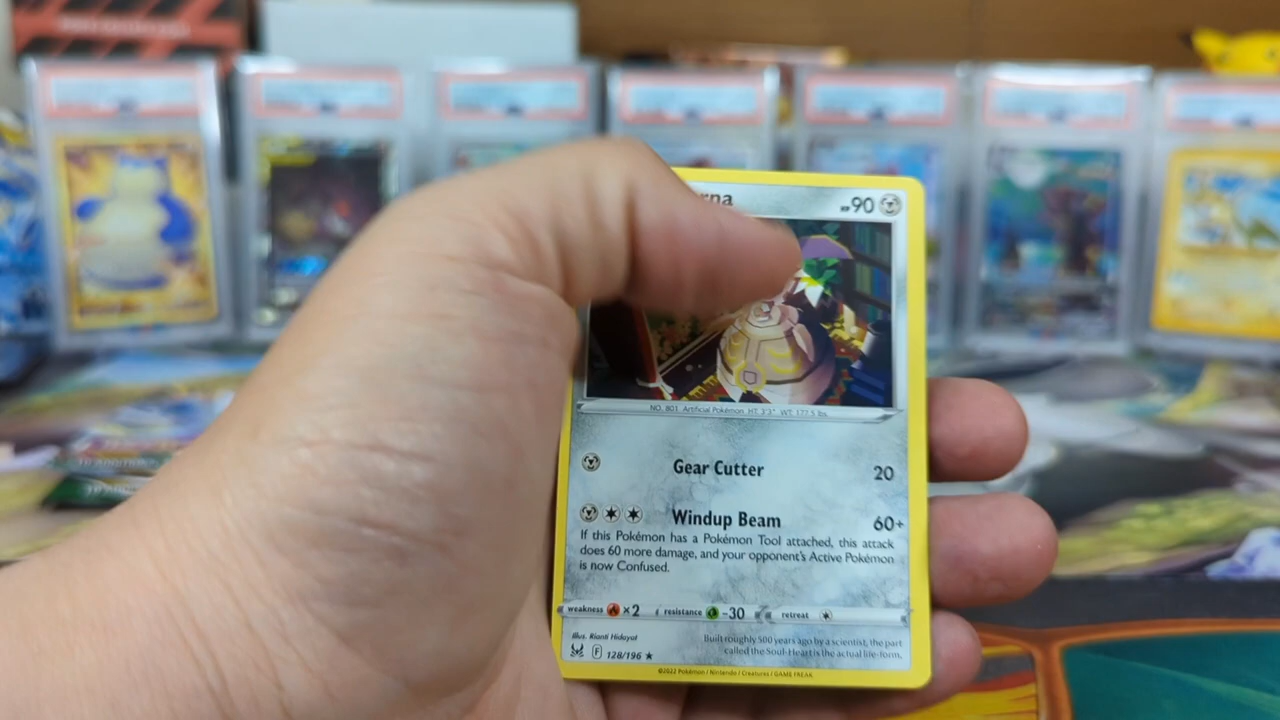 rna
HP 90
NO. 801 Artificial Pokémon HT: 3'3" WT: 177.5 lbs.
Gear Cutter 20
Windup Beam 60+
If this Pokémon has a Pokémon Tool attached, this attack
does 60 more damage, and your opponent's Active Pokémon
is now Confused.
weakness ×2 resistance -30 retreat
Illus. Rianti Hidayat
Built roughly 500 years ago by a scientist, the part
called the Soul-Heart is the actual life-form.
F 128/196 ★
©2022 Pokémon / Nintendo / Creatures / GAME FREAK